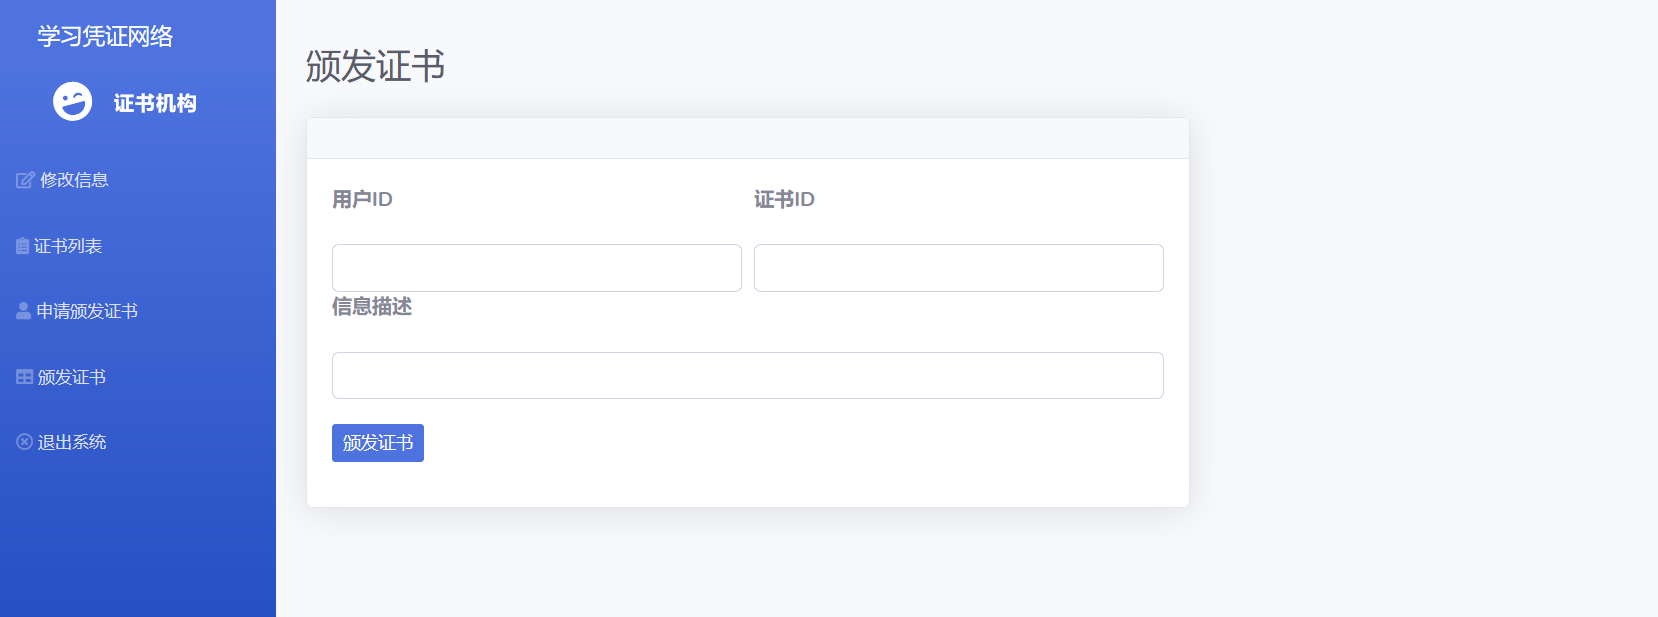 学习凭证网络
证书机构
修改信息
证书列表
申请颁发证书
颁发证书
退出系统
颁发证书
用户ID
证书ID
信息描述
颁发证书